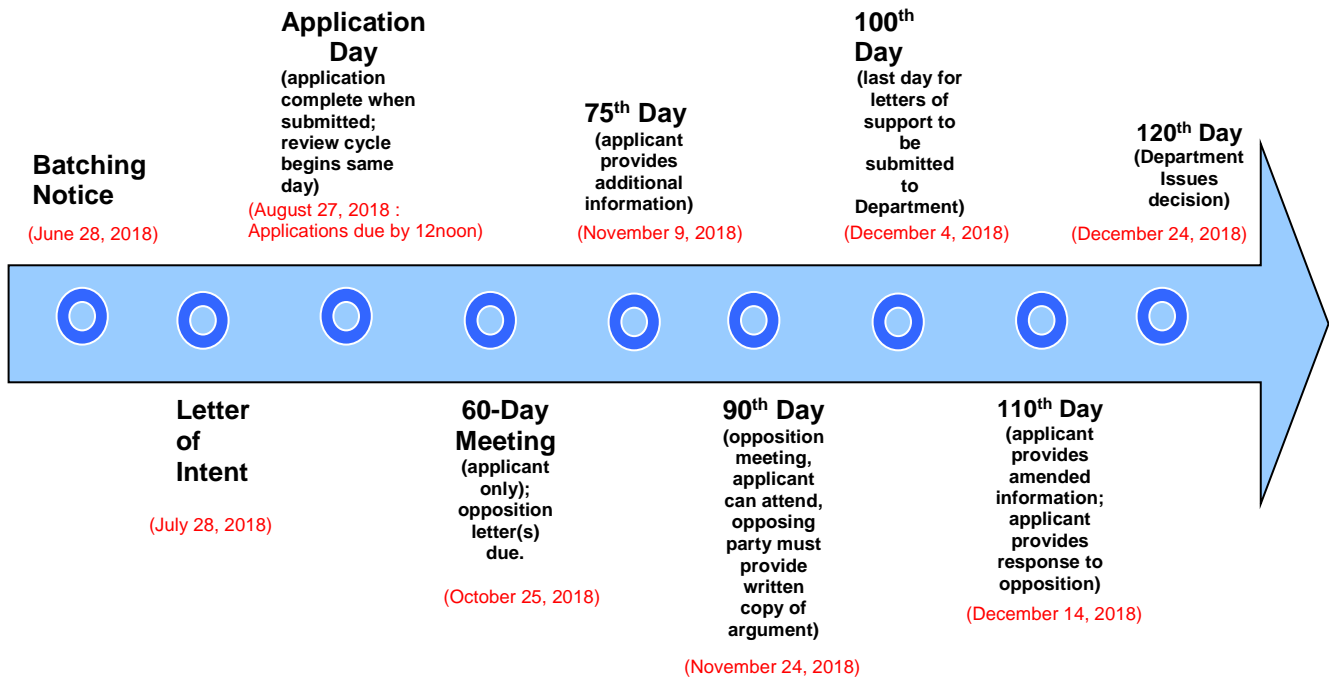 Batching
Notice
(June 28, 2018)
Letter
of
Intent
(July 28, 2018)
Application
Day
(application
complete when
submitted;
review cycle
begins same
day)
(August 27, 2018 :
Applications due by 12noon)
60-Day
Meeting
(applicant
only);
opposition
letter(s)
due.
(October 25, 2018)
75th Day
(applicant
provides
additional
information)
(November 9, 2018)
90th Day
(opposition
meeting,
applicant
can attend,
opposing
party must
provide
written
copy of
argument)
(November 24, 2018)
100th
Day
(last day for
letters of
support to
be
submitted
to
Department)
(December 4, 2018)
110th Day
(applicant
provides
amended
information;
applicant
provides
response to
opposition)
(December 14, 2018)
120th Day
(Department
Issues
decision)
(December 24, 2018)